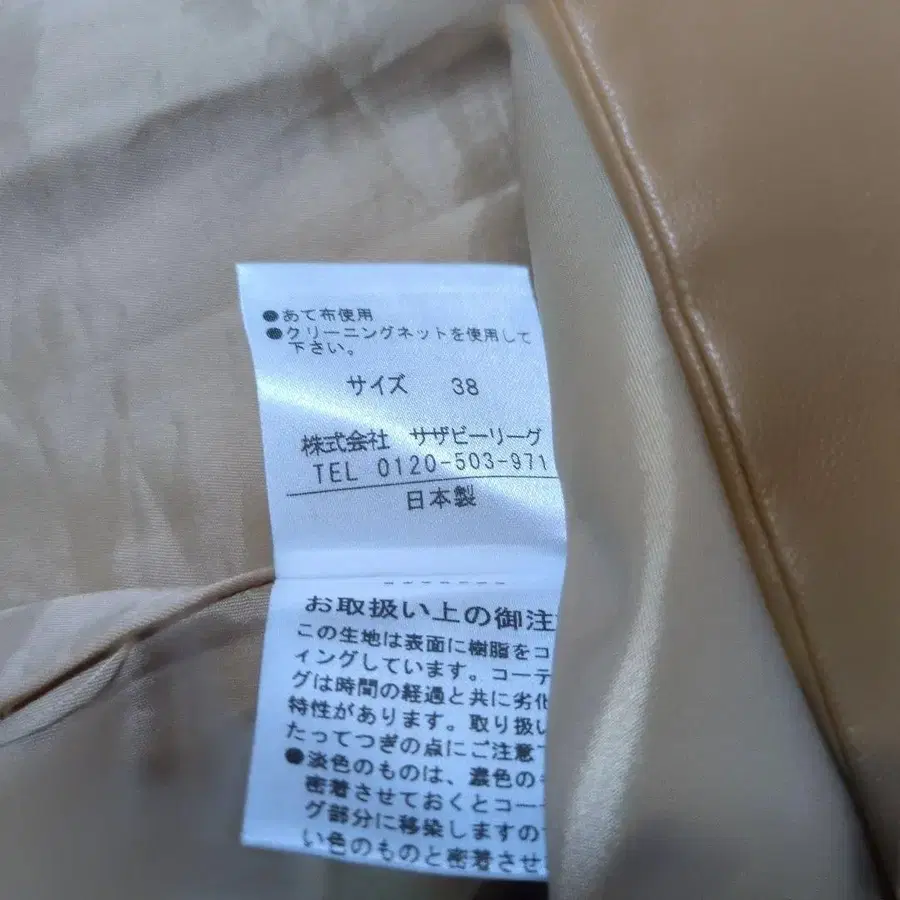 ●あて布使用
●クリーニングネットを使用して
下さい。
サイズ 38
株式会社 サザビーリーグ
TEL 0120-503-971
日本製
お取扱い上の御注
この生地は表面に樹脂をコ
ィングしています。コーテ
グは時間の経過と共に劣化
特性があります。取り扱い
たってつぎの点にご注意
●淡色のものは、濃色の
密着させておくとコー
グ部分に移染しますの
い色のものと密着させ